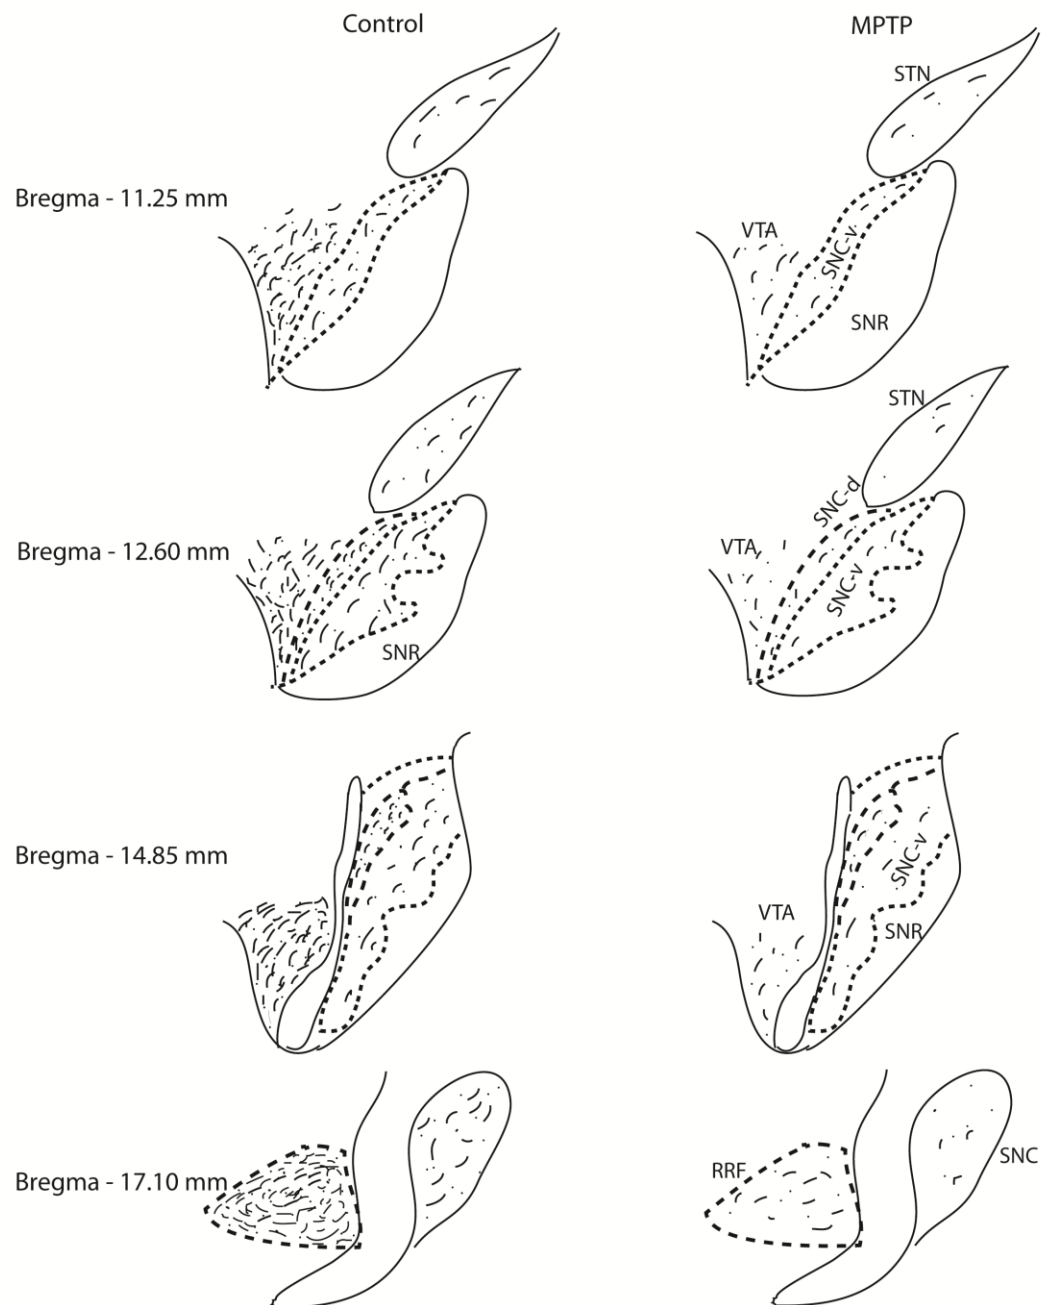 Control
MPTP
STN
Bregma - 11.25 mm
VTA
SNC-v
SNR
STN
SNC-d
Bregma - 12.60 mm
VTA
SNC-v
SNR
Bregma - 14.85 mm
SNC-v
VTA
SNR
Bregma - 17.10 mm
RRF
SNC